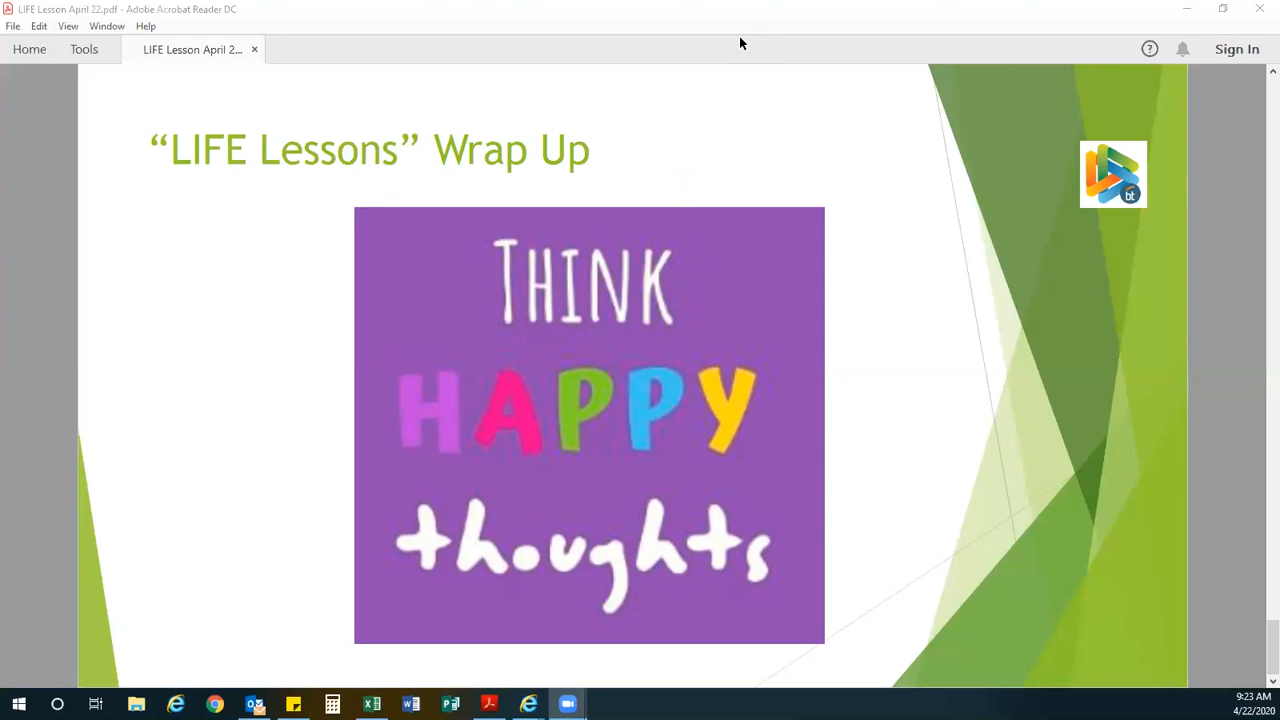 LIFE Lesson April 22.pdf - Adobe Acrobat Reader DC
File Edit View Window Help
Home Tools LIFE Lesson April 2... × Sign In
“LIFE Lessons” Wrap Up
bt
THINK
HAPPY
thoughts
9:23 AM
4/22/2020